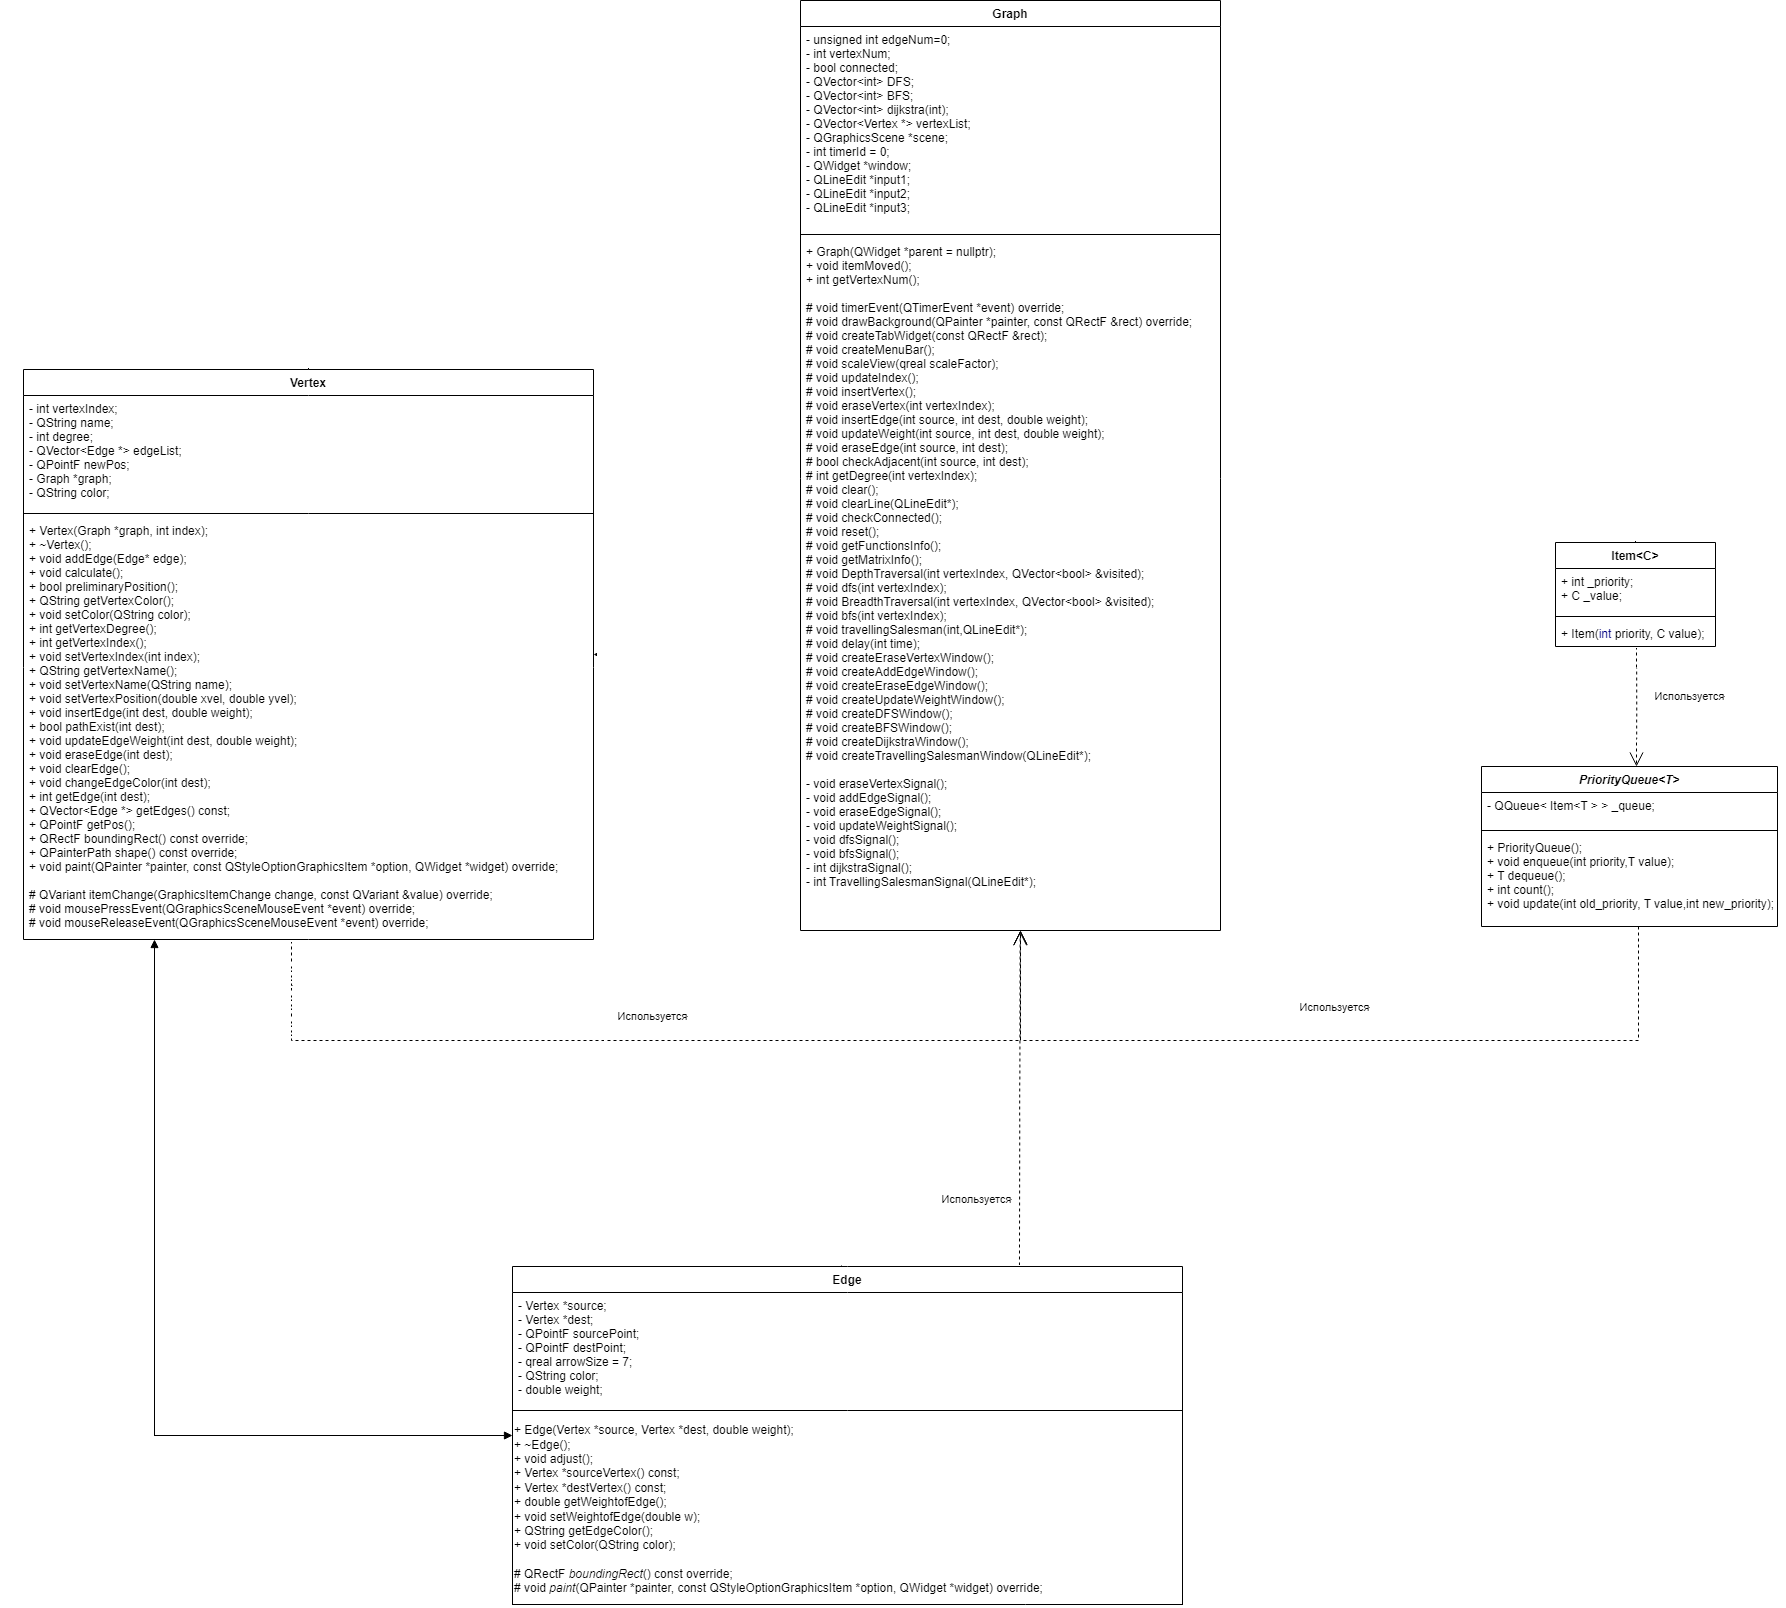 Graph
- unsigned int edgeNum=0;
- int vertexNum;
- bool connected;
- QVector<int> DFS;
- QVector<int> BFS;
- QVector<int> dijkstra(int);
- QVector<Vertex *> vertexList;
- QGraphicsScene *scene;
- int timerId = 0;
- QWidget *window;
- QLineEdit *input1;
- QLineEdit *input2;
- QLineEdit *input3;
+ Graph(QWidget *parent = nullptr);
+ void itemMoved();
+ int getVertexNum();
# void timerEvent(QTimerEvent *event) override;
# void drawBackground(QPainter *painter, const QRectF &rect) override;
# void createTabWidget(const QRectF &rect);
# void createMenuBar();
# void scaleView(qreal scaleFactor);
# void updateIndex();
# void insertVertex();
# void eraseVertex(int vertexIndex);
# void insertEdge(int source, int dest, double weight);
# void updateWeight(int source, int dest, double weight);
# void eraseEdge(int source, int dest);
# bool checkAdjacent(int source, int dest);
# int getDegree(int vertexIndex);
# void clear();
# void clearLine(QLineEdit*);
# void checkConnected();
# void reset();
# void getFunctionsInfo();
# void getMatrixInfo();
# void DepthTraversal(int vertexIndex, QVector<bool> &visited);
# void dfs(int vertexIndex);
# void BreadthTraversal(int vertexIndex, QVector<bool> &visited);
# void bfs(int vertexIndex);
# void travellingSalesman(int,QLineEdit*);
# void delay(int time);
# void createEraseVertexWindow();
# void createAddEdgeWindow();
# void createEraseEdgeWindow();
# void createUpdateWeightWindow();
# void createDFSWindow();
# void createBFSWindow();
# void createDijkstraWindow();
# void createTravellingSalesmanWindow(QLineEdit*);
- void eraseVertexSignal();
- void addEdgeSignal();
- void eraseEdgeSignal();
- void updateWeightSignal();
- void dfsSignal();
- void bfsSignal();
- int dijkstraSignal();
- int TravellingSalesmanSignal(QLineEdit*);
Vertex
- int vertexIndex;
- QString name;
- int degree;
- QVector<Edge *> edgeList;
- QPointF newPos;
- Graph *graph;
- QString color;
+ Vertex(Graph *graph, int index);
+ ~Vertex();
+ void addEdge(Edge* edge);
+ void calculate();
+ bool preliminaryPosition();
+ QString getVertexColor();
+ void setColor(QString color);
+ int getVertexDegree();
+ int getVertexIndex();
+ void setVertexIndex(int index);
+ QString getVertexName();
+ void setVertexName(QString name);
+ void setVertexPosition(double xvel, double yvel);
+ void insertEdge(int dest, double weight);
+ bool pathExist(int dest);
+ void updateEdgeWeight(int dest, double weight);
+ void eraseEdge(int dest);
+ void clearEdge();
+ void changeEdgeColor(int dest);
+ int getEdge(int dest);
+ QVector<Edge *> getEdges() const;
+ QPointF getPos();
+ QRectF boundingRect() const override;
+ QPainterPath shape() const override;
+ void paint(QPainter *painter, const QStyleOptionGraphicsItem *option, QWidget *widget) override;
# QVariant itemChange(GraphicsItemChange change, const QVariant &value) override;
# void mousePressEvent(QGraphicsSceneMouseEvent *event) override;
# void mouseReleaseEvent(QGraphicsSceneMouseEvent *event) override;
Item<C>
+ int _priority;
+ C _value;
+ Item(int priority, C value);
Используется
PriorityQueue<T>
- QQueue< Item<T > > _queue;
+ PriorityQueue();
+ void enqueue(int priority,T value);
+ T dequeue();
+ int count();
+ void update(int old_priority, T value,int new_priority);
Используется
Используется
Используется
Edge
- Vertex *source;
- Vertex *dest;
- QPointF sourcePoint;
- QPointF destPoint;
- qreal arrowSize = 7;
- QString color;
- double weight;
+ Edge(Vertex *source, Vertex *dest, double weight);
+ ~Edge();
+ void adjust();
+ Vertex *sourceVertex() const;
+ Vertex *destVertex() const;
+ double getWeightofEdge();
+ void setWeightofEdge(double w);
+ QString getEdgeColor();
+ void setColor(QString color);
# QRectF boundingRect() const override;
# void paint(QPainter *painter, const QStyleOptionGraphicsItem *option, QWidget *widget) override;